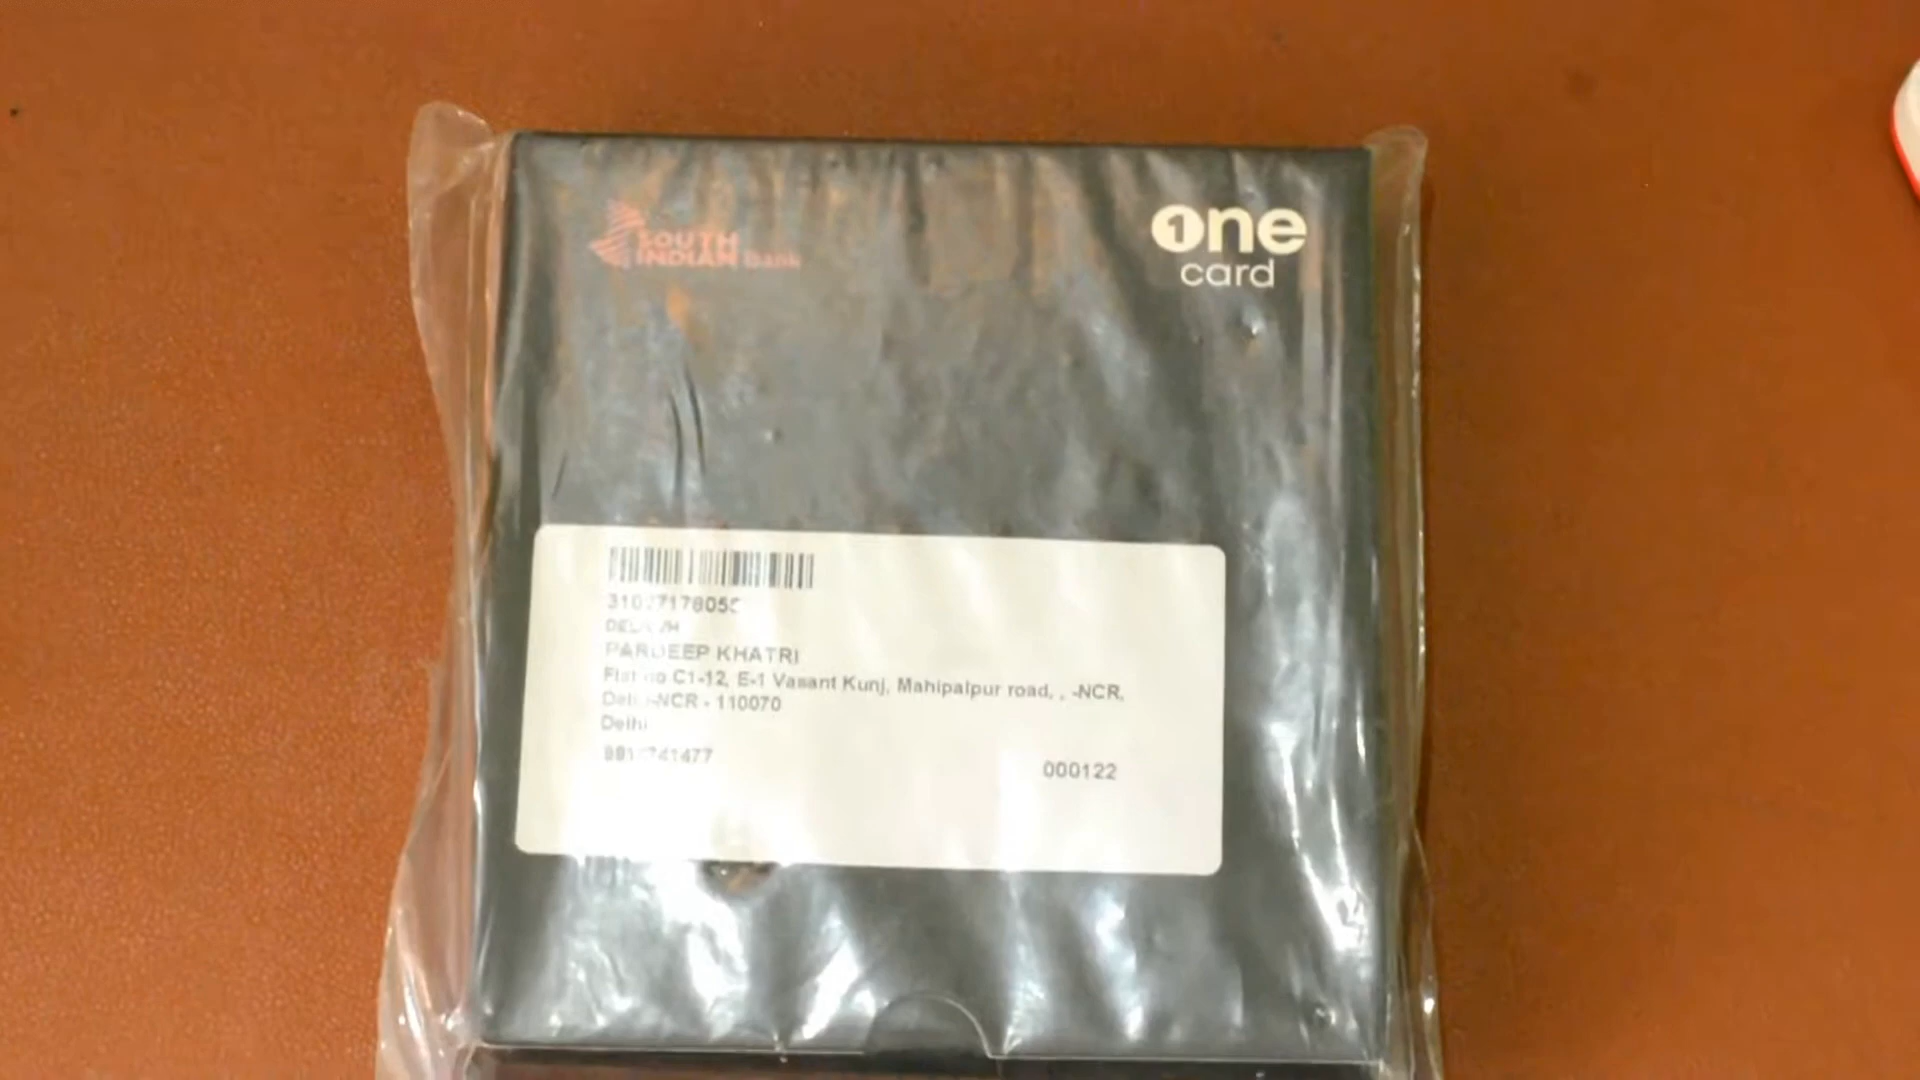 SOUTH
INDIAN Bank
one
card
PARDEEP KHATRI
Flat no C1-12, E-1 Vasant Kunj, Mahipalpur road, , -NCR,
- 110070
Delhi
000122